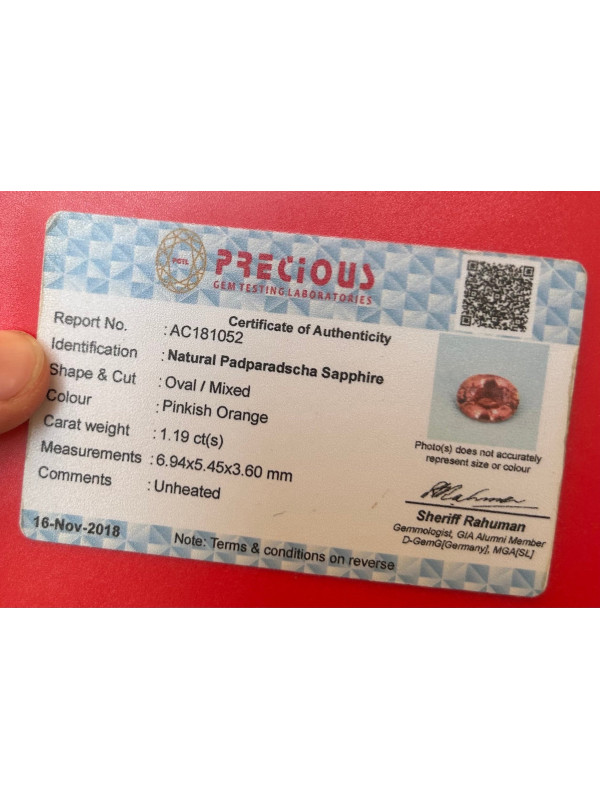 PGTL
PRECIOUS
GEM TESTING LABORATORIES
Certificate of Authenticity
Report No. : AC181052
Identification : Natural Padparadscha Sapphire
Shape & Cut : Oval / Mixed
Colour : Pinkish Orange
Carat weight : 1.19 ct(s)
Measurements : 6.94x5.45x3.60 mm
Comments : Unheated
Photo(s) does not accurately
represent size or colour
Sheriff Rahuman
Gemmologist, GIA Alumni Member
D-GemG[Germany], MGA[SL]
16-Nov-2018
Note: Terms & conditions on reverse